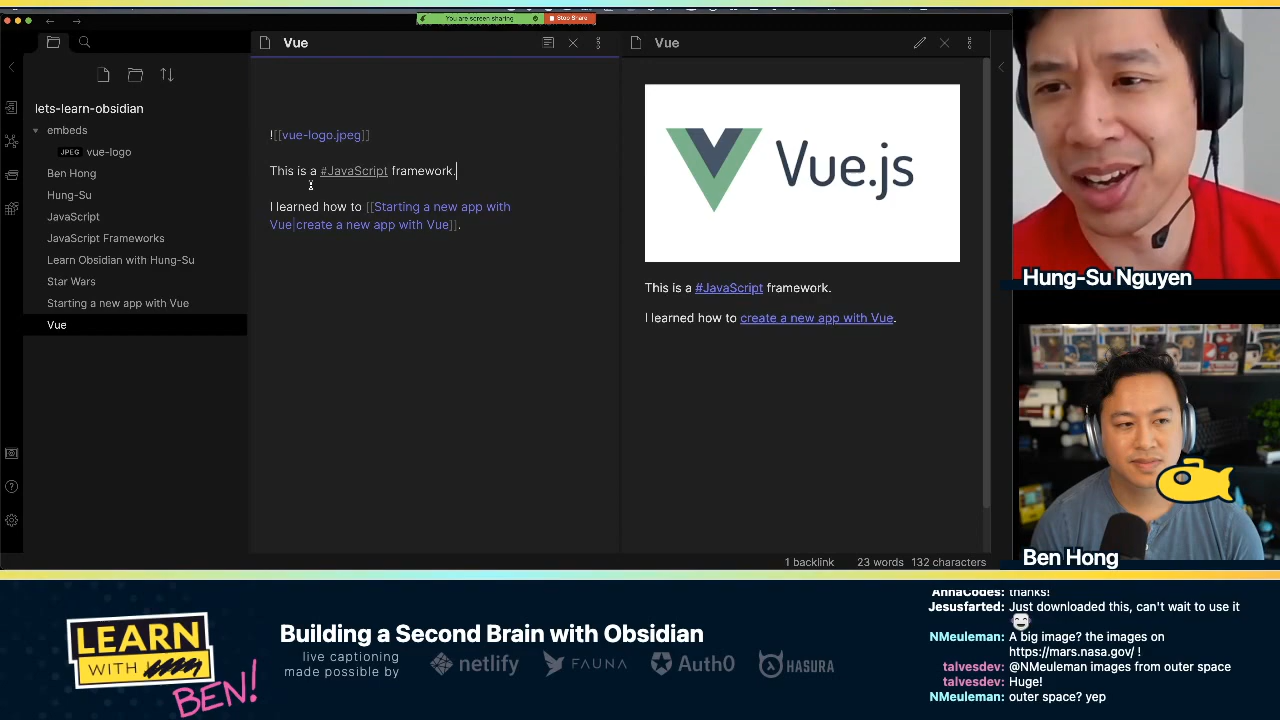 You are screen sharing
Stop Share
lets-learn-obsidian
embeds
JPEG vue-logo
Ben Hong
Hung-Su
JavaScript
JavaScript Frameworks
Learn Obsidian with Hung-Su
Star Wars
Starting a new app with Vue
Vue
Vue
![[vue-logo.jpeg]]
This is a #JavaScript framework.
I learned how to [[Starting a new app with
Vue|create a new app with Vue]].
Vue
Vue.js
This is a #JavaScript framework.
I learned how to create a new app with Vue.
1 backlink 23 words 132 characters
Hung-Su Nguyen
Ben Hong
LEARN
WITH
BEN!
Building a Second Brain with Obsidian
live captioning
made possible by
netlify
FAUNA
Auth0
HASURA
AnnaCodes: thanks!
Jesusfarted: Just downloaded this, can't wait to use it
NMeuleman: A big image? the images on
https://mars.nasa.gov/ !
talvesdev: @NMeuleman images from outer space
talvesdev: Huge!
NMeuleman: outer space? yep